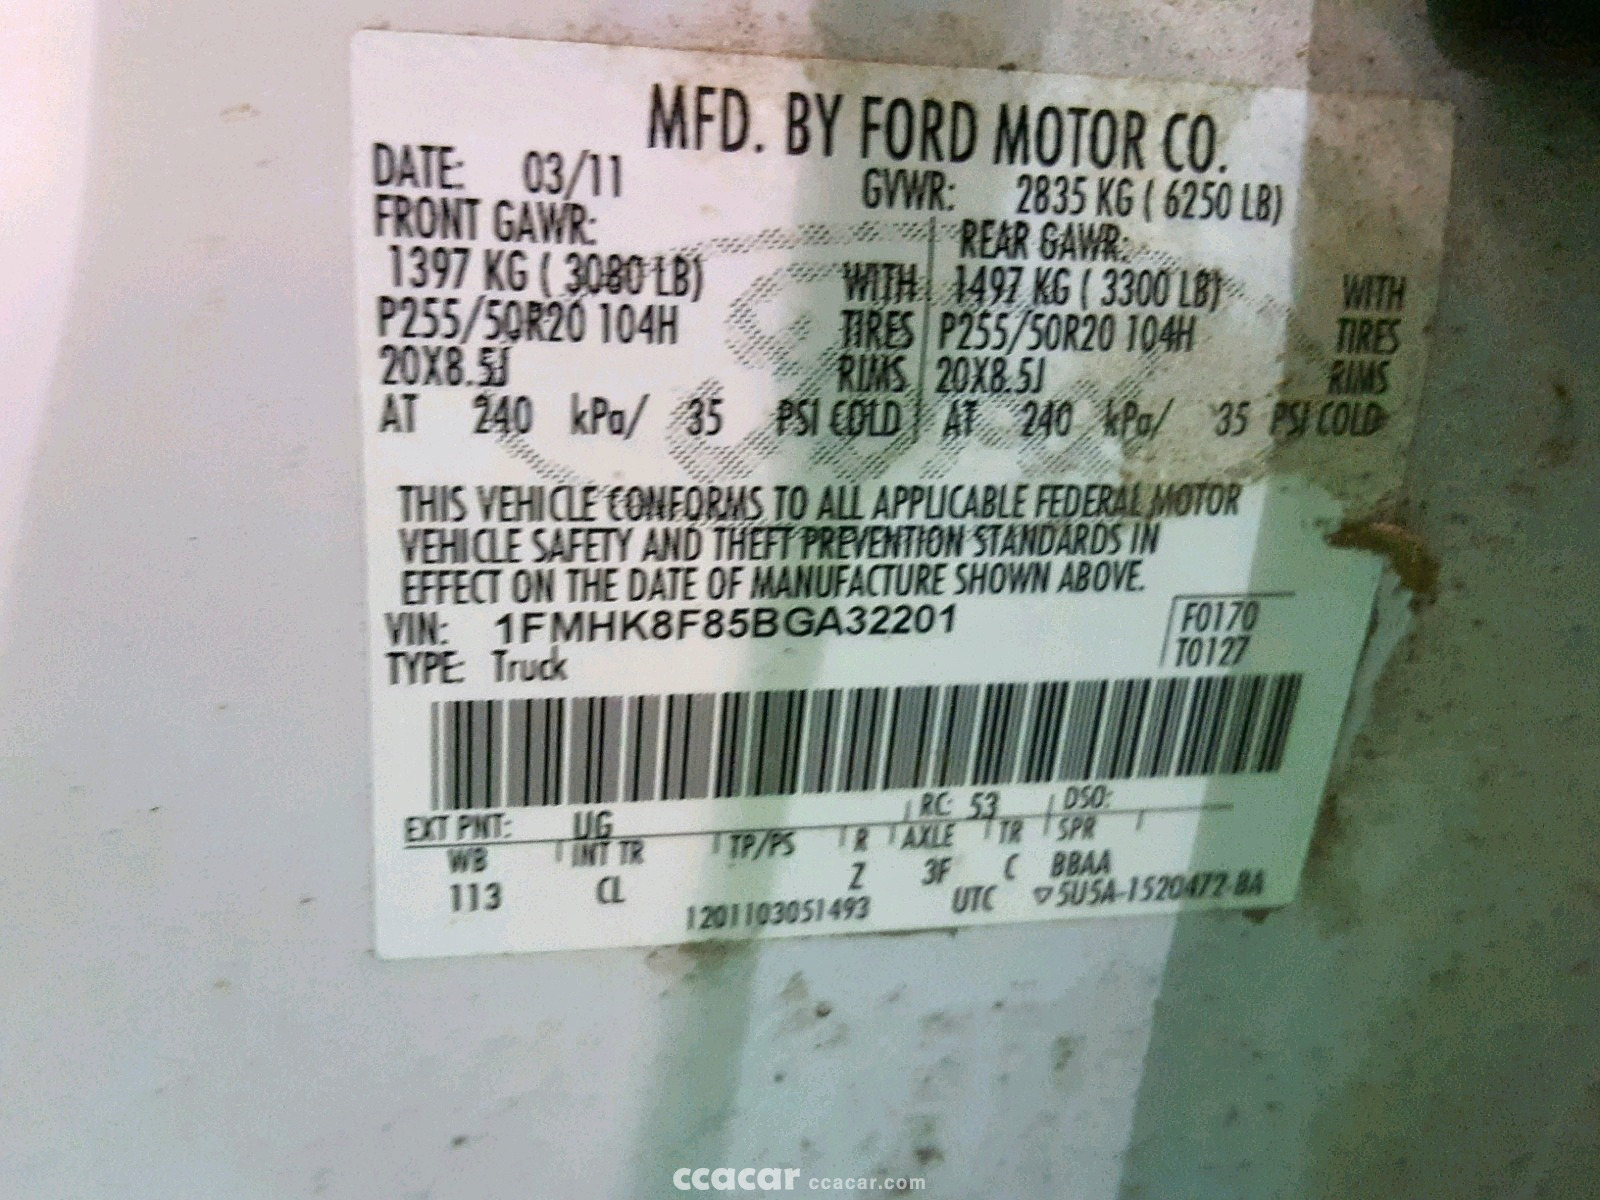 MFD. BY FORD MOTOR CO.
DATE: 03/11 GVWR: 2835 KG ( 6250 LB)
FRONT GAWR: REAR GAWR:
1397 KG ( 3080 LB) WITH 1497 KG ( 3300 LB) WITH
P255/50R20 104H TIRES P255/50R20 104H TIRES
20X8.5J RIMS 20X8.5J RIMS
AT 240 kPa/ 35 PSI COLD AT 240 kPa/ 35 PSI COLD
THIS VEHICLE CONFORMS TO ALL APPLICABLE FEDERAL MOTOR
VEHICLE SAFETY AND THEFT PREVENTION STANDARDS IN
EFFECT ON THE DATE OF MANUFACTURE SHOWN ABOVE.
VIN: 1FMHK8F85BGA32201 F0170
TYPE: Truck T0127
EXT PNT: UG RC: 53 DSO:
WB INT TR TP/PS R AXLE TR SPR
113 CL Z 3F C BBAA
1201103051493 UTC ▽5U5A-1520472-BA
ccacar ccacar.com